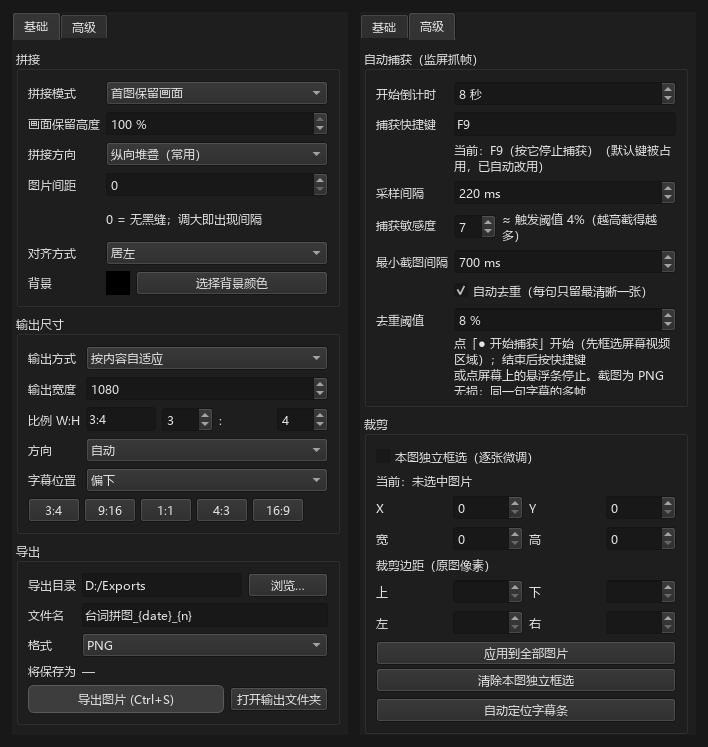 基础 高级
拼接
拼接模式 首图保留画面
画面保留高度 100 %
拼接方向 纵向堆叠（常用）
图片间距 0
0 = 无黑缝；调大即出现间隔
对齐方式 居左
背景 选择背景颜色
输出尺寸
输出方式 按内容自适应
输出宽度 1080
比例 W:H 3:4 3 : 4
方向 自动
字幕位置 偏下
3:4 9:16 1:1 4:3 16:9
导出
导出目录 D:/Exports 浏览...
文件名 台词拼图_{date}_{n}
格式 PNG
将保存为 —
导出图片 (Ctrl+S) 打开输出文件夹
基础 高级
自动捕获（监屏抓帧）
开始倒计时 8 秒
捕获快捷键 F9
当前：F9（按它停止捕获）（默认键被占
用，已自动改用）
采样间隔 220 ms
捕获敏感度 7 ≈ 触发阈值 4%（越高截得越
多）
最小截图间隔 700 ms
✓ 自动去重（每句只留最清晰一张）
去重阈值 8 %
点「● 开始捕获」开始（先框选屏幕视频
区域）；结束后按快捷键
或点屏幕上的悬浮条停止。截图为 PNG
无损；同一句字幕的多帧
裁剪
本图独立框选（逐张微调）
当前：未选中图片
X 0 Y 0
宽 0 高 0
裁剪边距（原图像素）
上 下
左 右
应用到全部图片
清除本图独立框选
自动定位字幕条